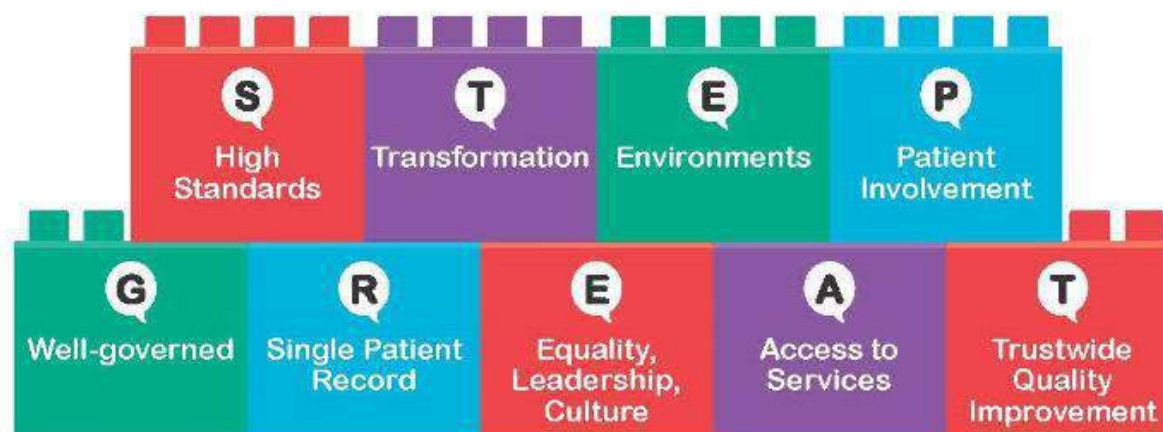 S T E P
High Transformation Environments Patient
Standards Involvement
G R E A T
Well-governed Single Patient Equality, Access to Trustwide
Record Leadership, Services Quality
Culture Improvement